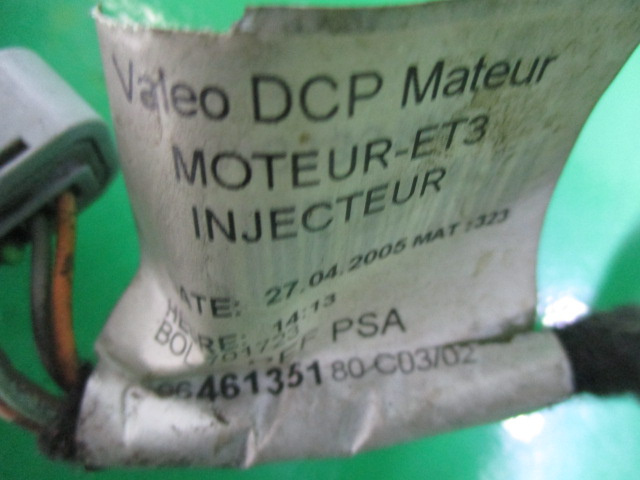 Valeo DCP Mateur
MOTEUR-ET3
INJECTEUR
ATE: 27.04.2005 MAT :323
HEURE: 14:13
PSA
96461351 80 C03/02